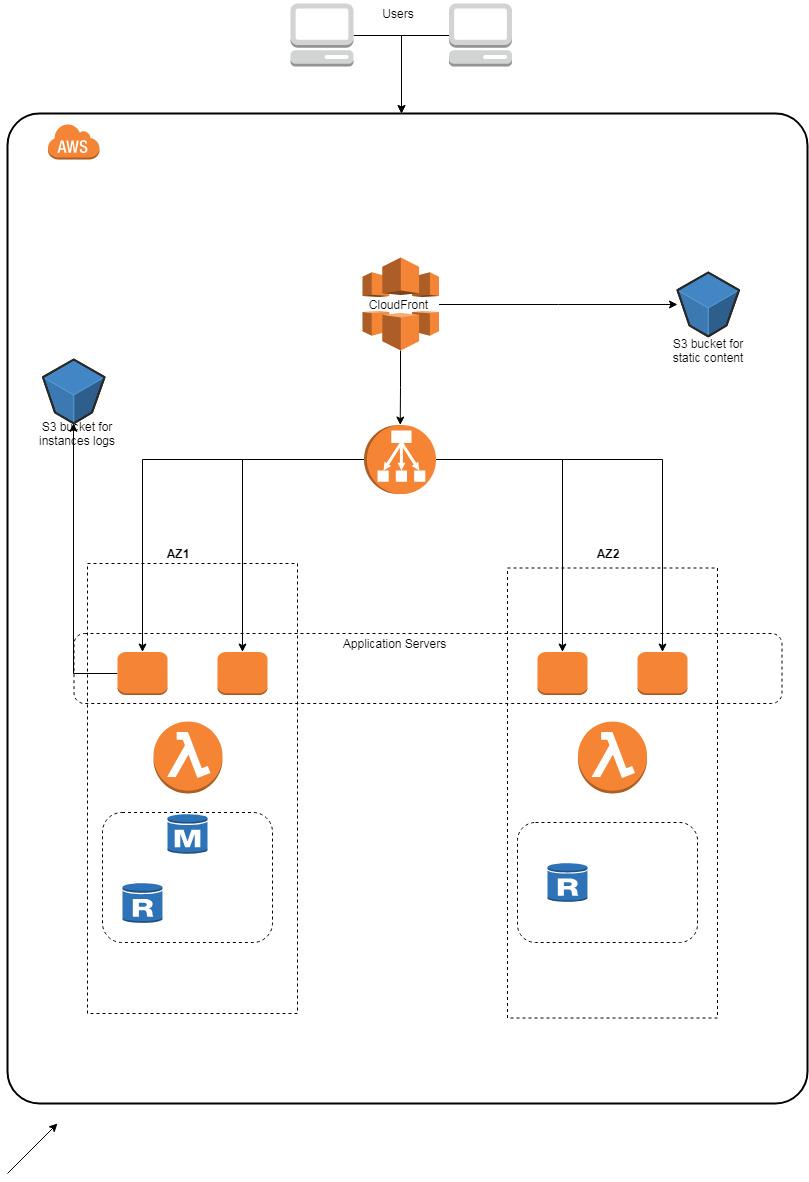 Users
AWS
CloudFront
S3 bucket for
static content
S3 bucket for
instances logs
AZ1
AZ2
Application Servers
M
R
R